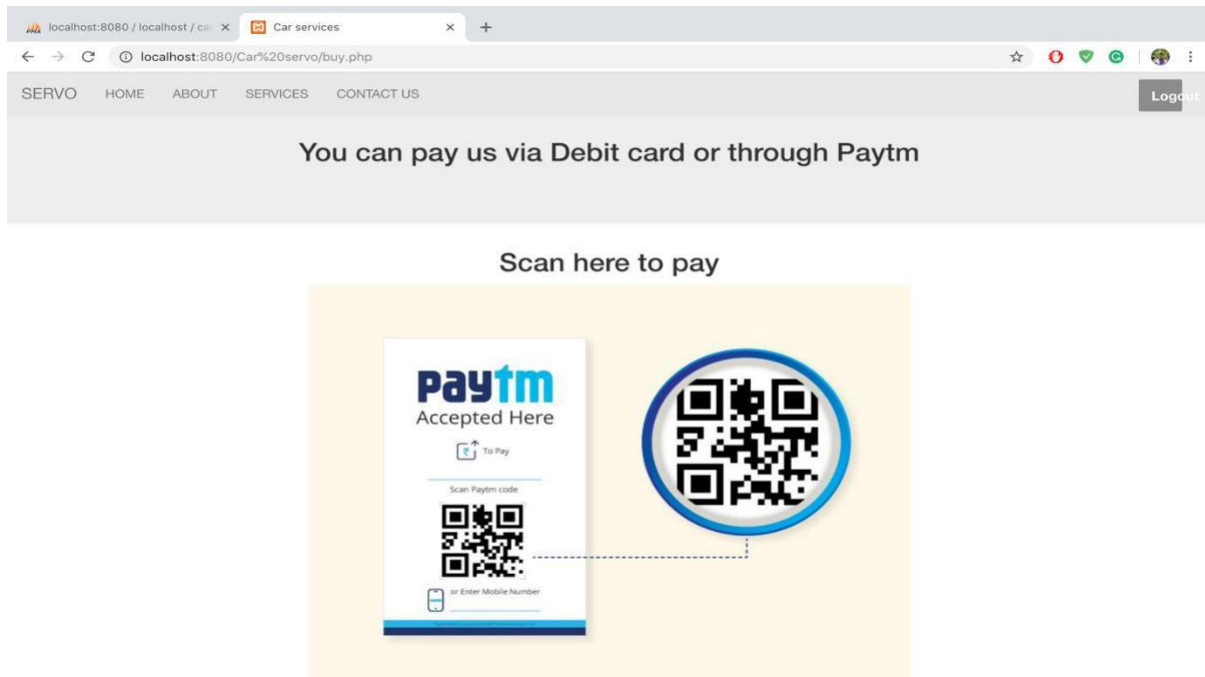 localhost:8080 / localhost / ca
Car services
localhost:8080/Car%20servo/buy.php
SERVO HOME ABOUT SERVICES CONTACT US
Logout
You can pay us via Debit card or through Paytm
Scan here to pay
paytm
Accepted Here
To Pay
Scan Paytm code
or Enter Mobile Number